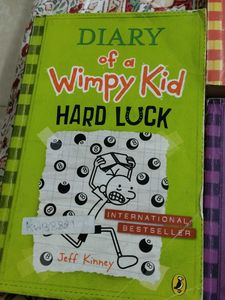 DIARY
of a
Wimpy Kid
HARD LUCK
INTERNATIONAL
BESTSELLER
Jeff Kinney